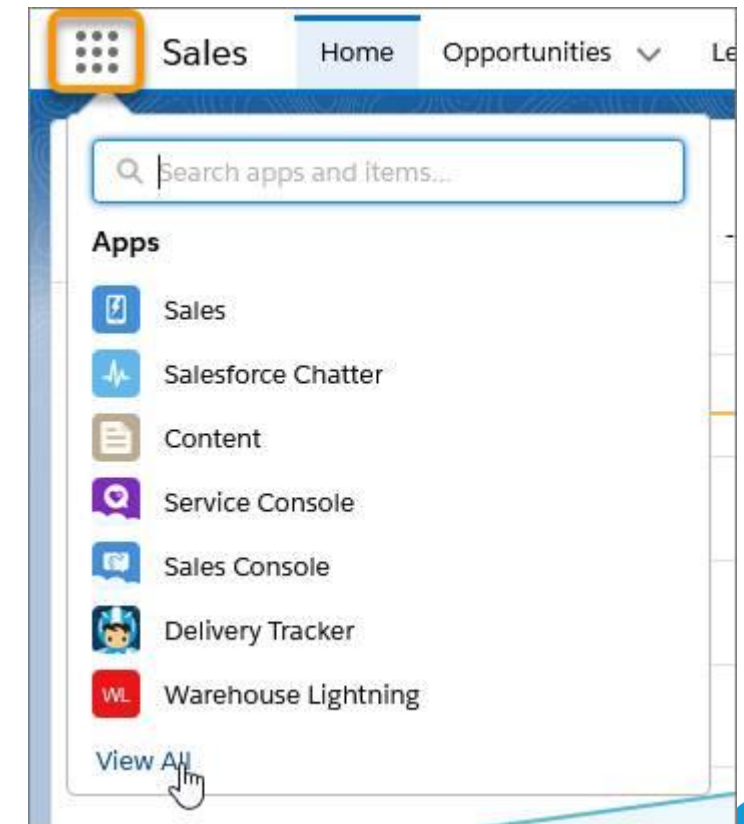 Sales Home Opportunities Le
Search apps and items...
Apps
Sales
Salesforce Chatter
Content
Service Console
Sales Console
Delivery Tracker
WL Warehouse Lightning
View All